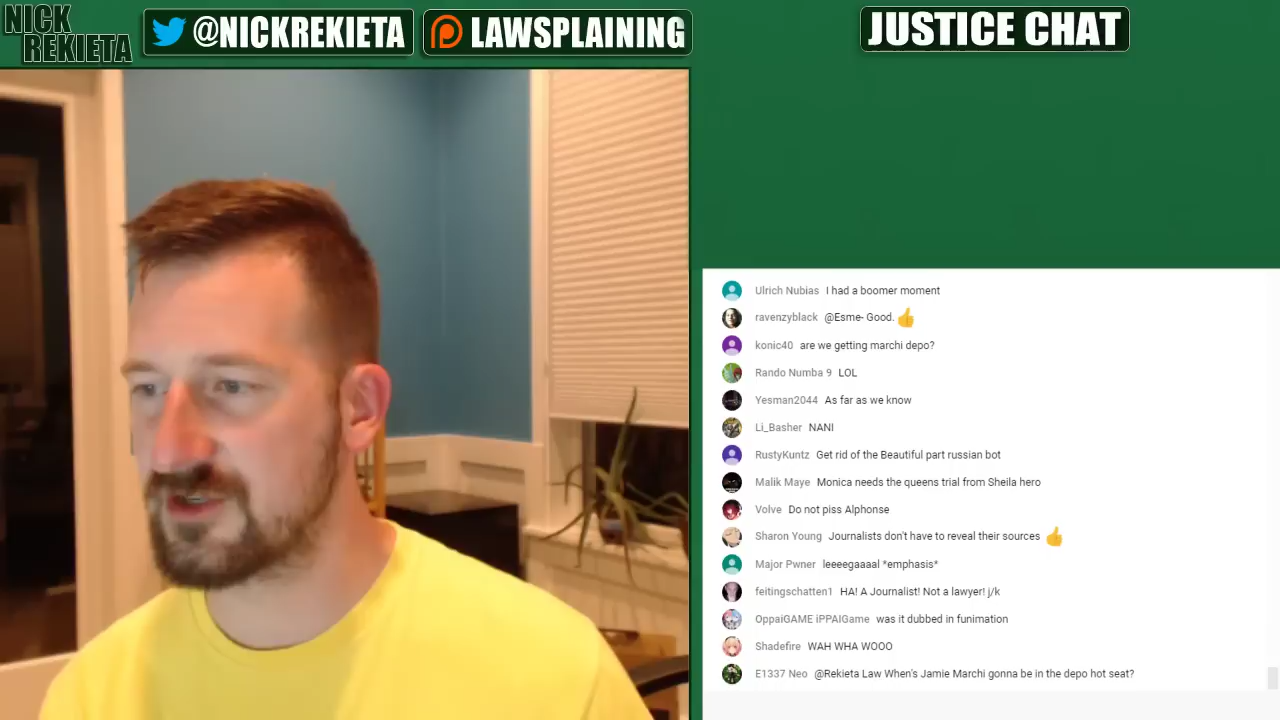 NICK
REKIETA
@NICKREKIETA
LAWSPLAINING
JUSTICE CHAT
Ulrich Nubias I had a boomer moment
ravenzyblack @Esme- Good.
konic40 are we getting marchi depo?
Rando Numba 9 LOL
Yesman2044 As far as we know
Li_Basher NANI
RustyKuntz Get rid of the Beautiful part russian bot
Malik Maye Monica needs the queens trial from Sheila hero
Volve Do not piss Alphonse
Sharon Young Journalists don't have to reveal their sources
Major Pwner leeeegaaaal *emphasis*
feitingschatten1 HA! A Journalist! Not a lawyer! j/k
OppaiGAME iPPAIGame was it dubbed in funimation
Shadefire WAH WHA WOOO
E1337 Neo @Rekieta Law When's Jamie Marchi gonna be in the depo hot seat?